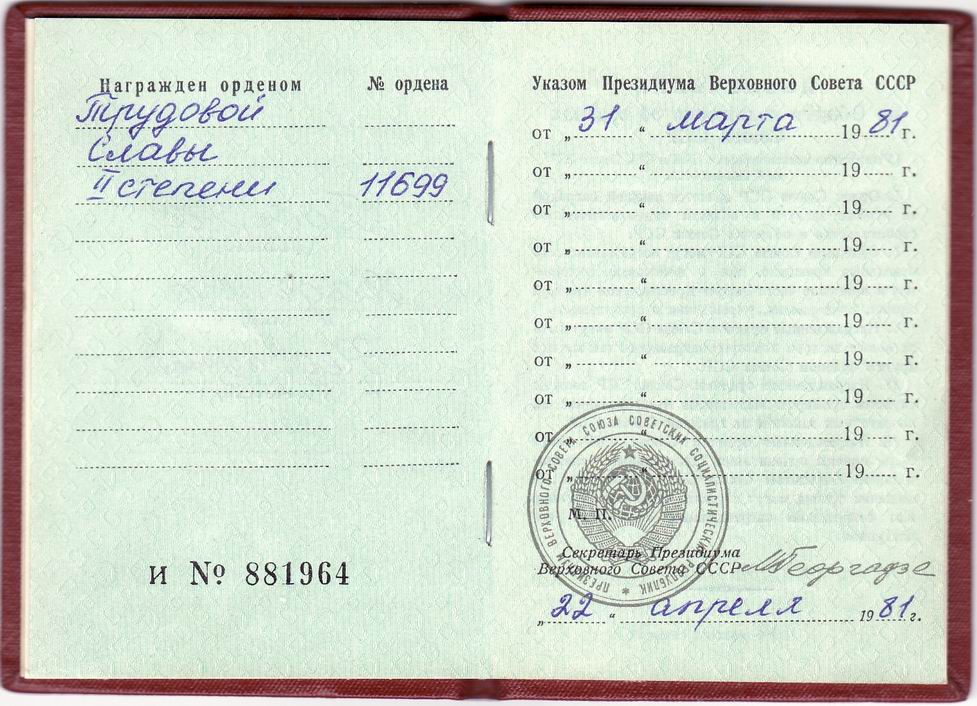 Награжден орденом № ордена
Трудовой
Славы
II степени 11699
и № 881964
Указом Президиума Верховного Совета СССР
от „31“ марта 1981 г.
от „ “ 19 г.
от „ “ 19 г.
от „ “ 19 г.
от „ “ 19 г.
от „ “ 19 г.
от „ “ 19 г.
от „ “ 19 г.
от „ “ 19 г.
от „ “ 19 г.
ПРЕЗИДИУМ ВЕРХОВНОГО СОВЕТА СОЮЗА СОВЕТСКИХ СОЦИАЛИСТИЧЕСКИХ РЕСПУБЛИК
М. П.
Секретарь Президиума
Верховного Совета СССР МГеоргадзе
„22“ апреля 1981 г.